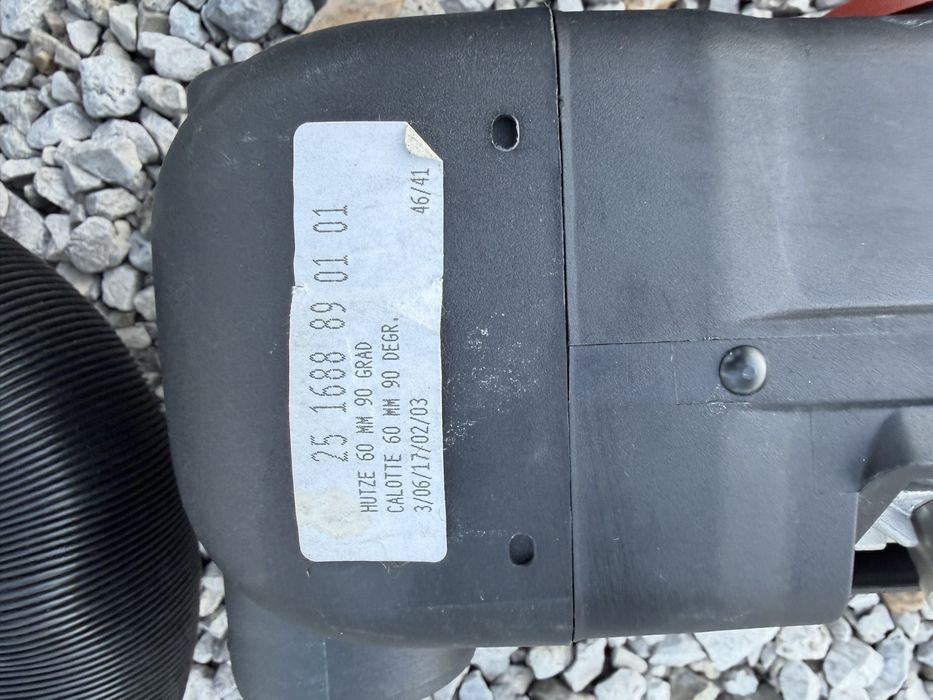 25 1688 89 01 01
HUTZE 60 MM 90 GRAD
CALOTTE 60 MM 90 DEGR.
3/06/17/02/03 46/41